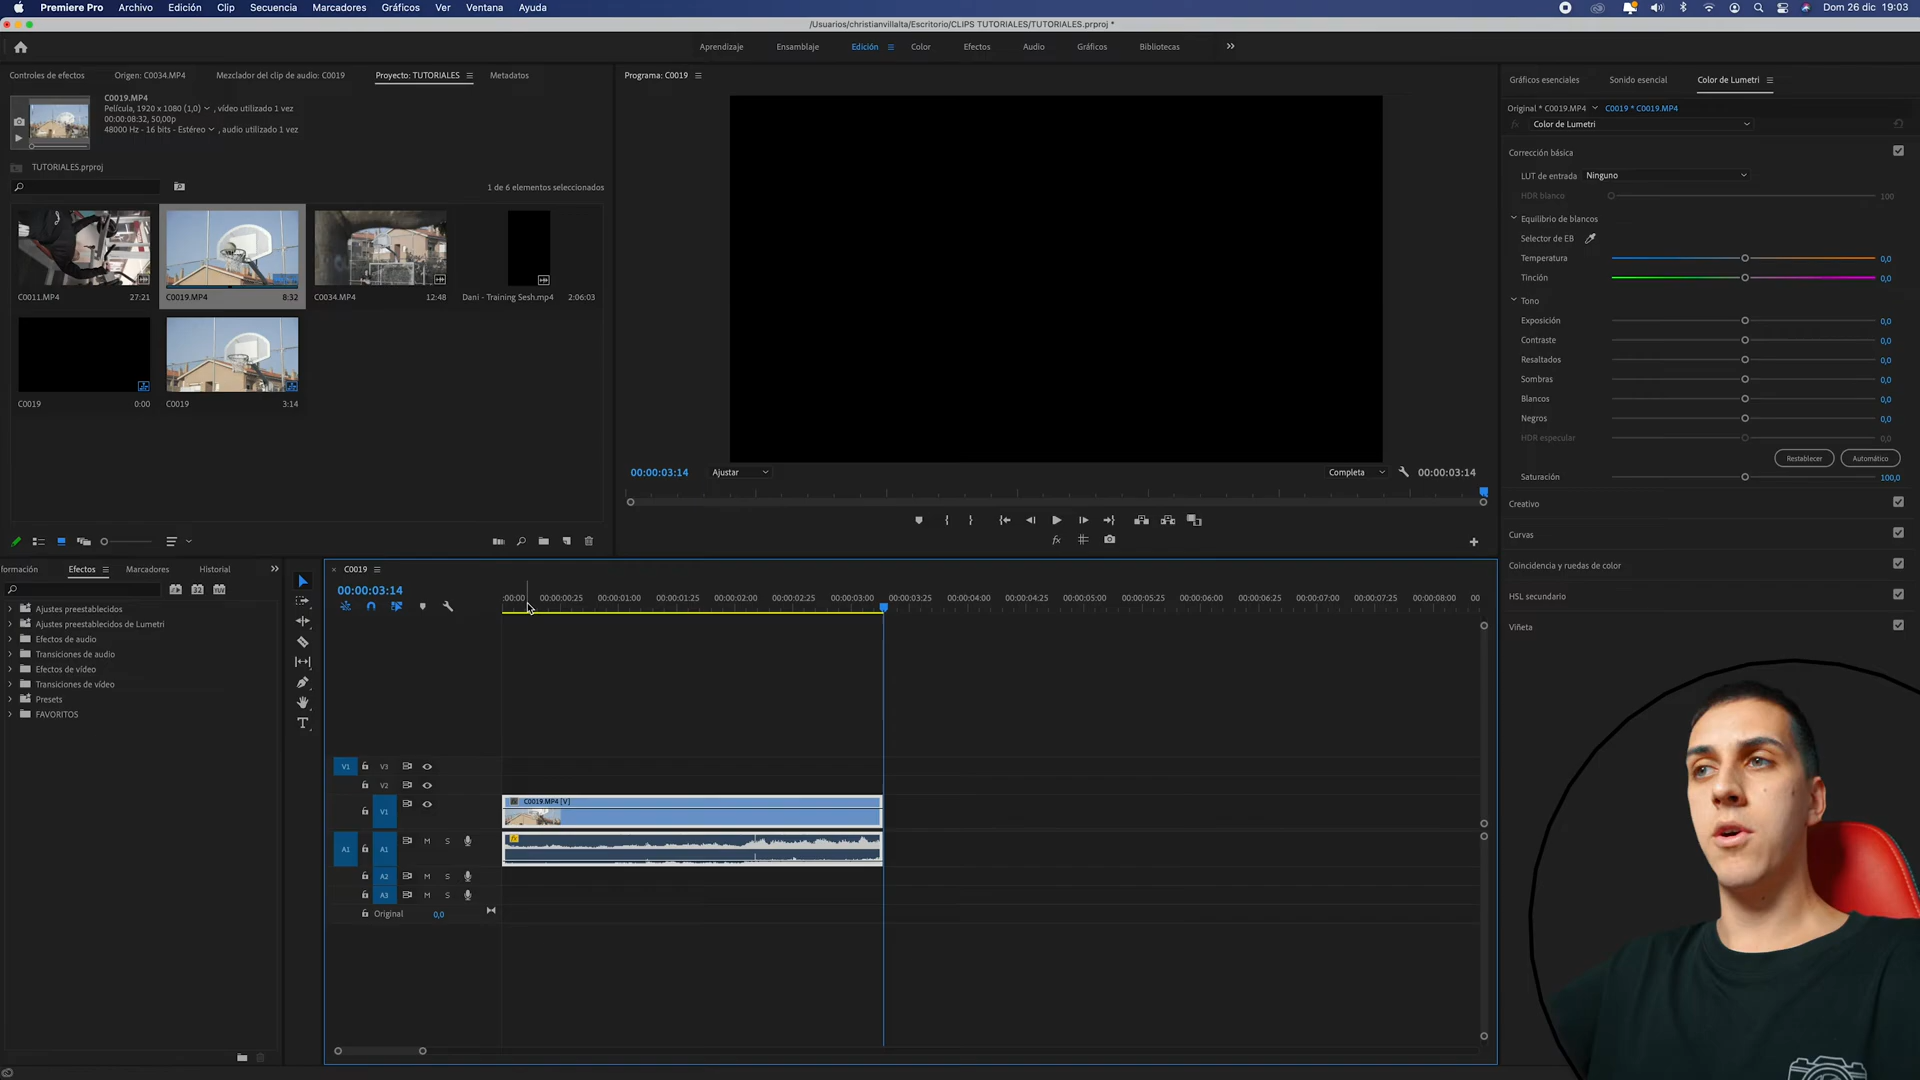 Premiere Pro Archivo Edición Clip Secuencia Marcadores Gráficos Ver Ventana Ayuda Dom 26 dic 19:03
/Usuarios/christianvillalta/Escritorio/CLIPS TUTORIALES/TUTORIALES.prproj *
Aprendizaje Ensamblaje Edición Color Efectos Audio Gráficos Bibliotecas
Controles de efectos Origen: C0034.MP4 Mezclador del clip de audio: C0019 Proyecto: TUTORIALES Metadatos
C0019.MP4
Película, 1920 x 1080 (1,0) , vídeo utilizado 1 vez
00:00:08:32, 50,00p
48000 Hz - 16 bits - Estéreo , audio utilizado 1 vez
TUTORIALES.prproj
1 de 6 elementos seleccionados
C0011.MP4 27:21
C0019.MP4 8:32
C0034.MP4 12:48
Dani - Training Sesh.mp4 2:06:03
C0019 0:00
C0019 3:14
Programa: C0019
00:00:03:14 Ajustar Completa 00:00:03:14
Gráficos esenciales Sonido esencial Color de Lumetri
Original * C0019.MP4 C0019 * C0019.MP4
fx Color de Lumetri
Corrección básica
LUT de entrada Ninguno
HDR blanco 100
Equilibrio de blancos
Selector de EB
Temperatura 0,0
Tinción 0,0
Tono
Exposición 0,0
Contraste 0,0
Resaltados 0,0
Sombras 0,0
Blancos 0,0
Negros 0,0
HDR especular 0,0
Restablecer Automático
Saturación 100,0
Creativo
Curvas
Coincidencia y ruedas de color
HSL secundario
Viñeta
formación Efectos Marcadores Historial
Ajustes preestablecidos
Ajustes preestablecidos de Lumetri
Efectos de audio
Transiciones de audio
Efectos de vídeo
Transiciones de vídeo
Presets
FAVORITOS
C0019
00:00:03:14
:00:00 00:00:00:25 00:00:01:00 00:00:01:25 00:00:02:00 00:00:02:25 00:00:03:00 00:00:03:25 00:00:04:00 00:00:04:25 00:00:05:00 00:00:05:25 00:00:06:00 00:00:06:25 00:00:07:00 00:00:07:25 00:00:08:00 00
V1 V3
V2
V1 C0019.MP4 [V]
A1 A1 M S fx
A2 M S
A3 M S
Original 0,0
fx